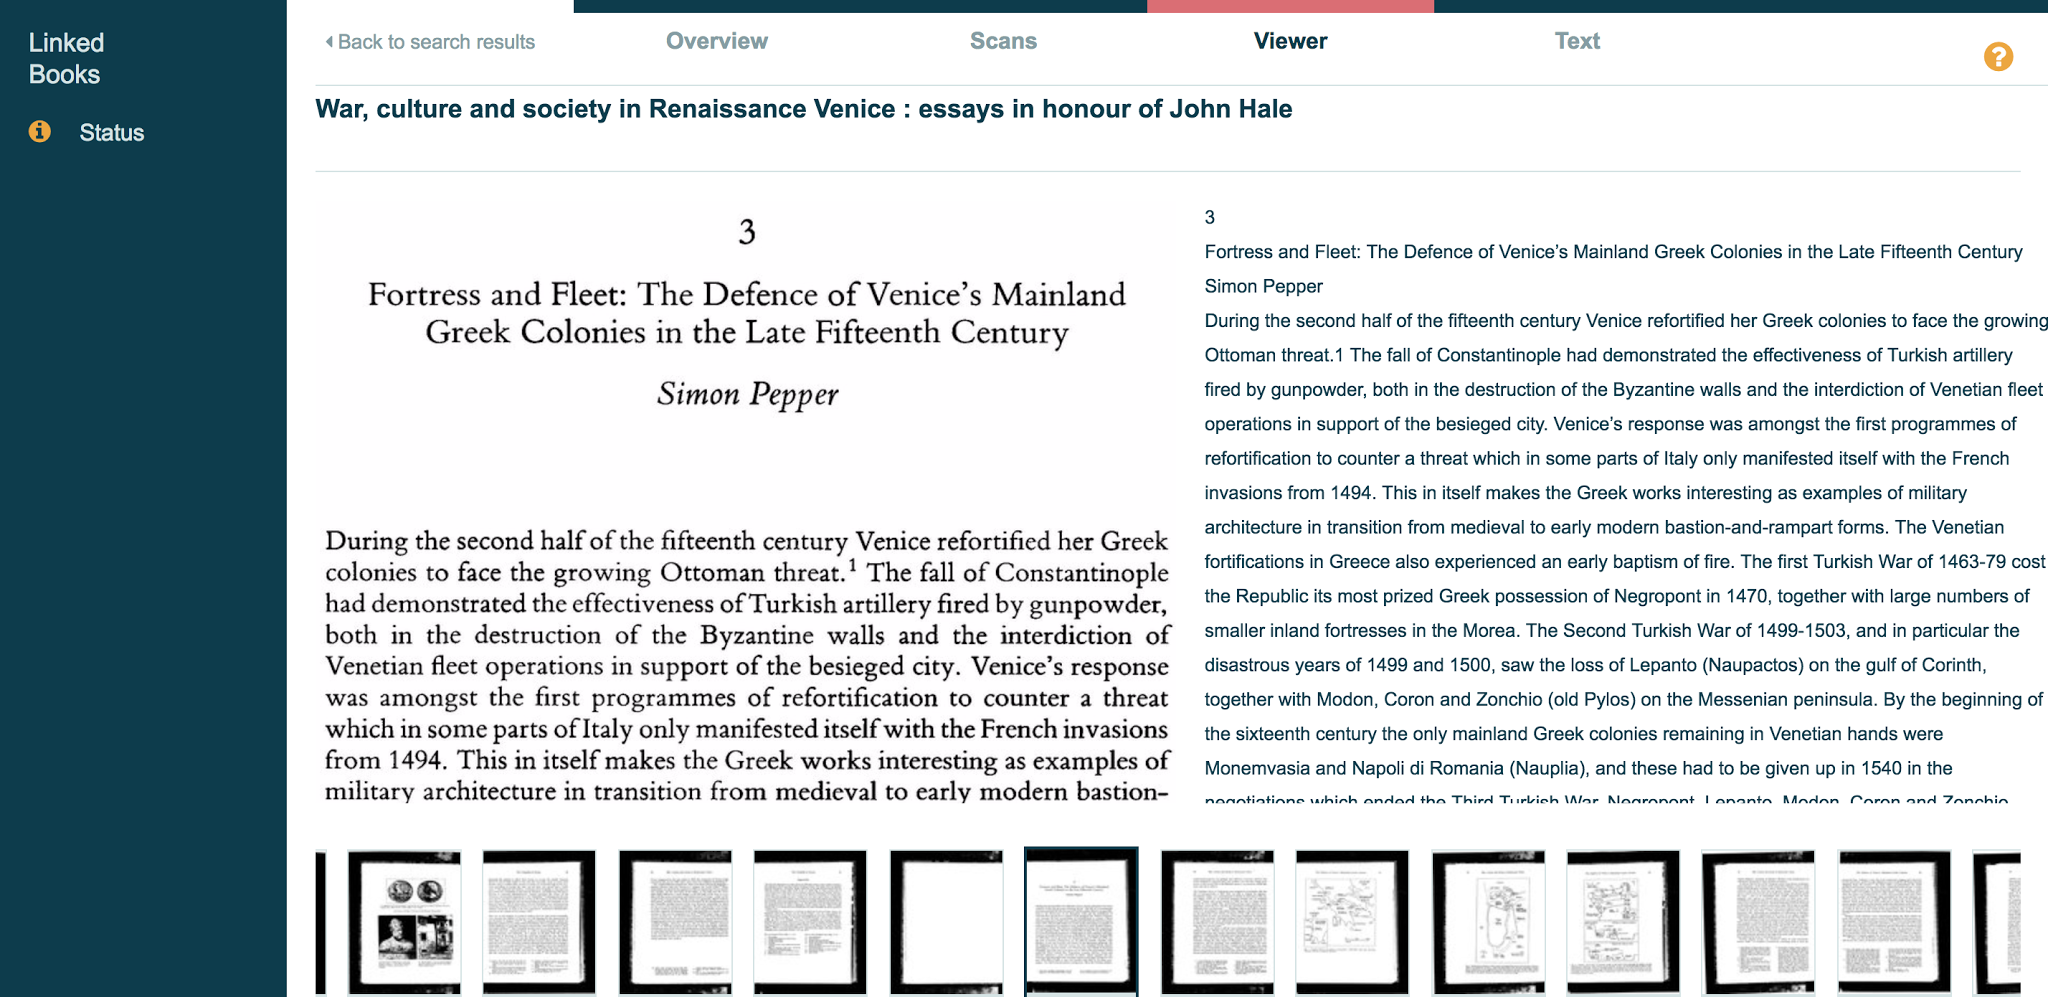 Linked
Books
Status
Back to search results
Overview
Scans
Viewer
Text
War, culture and society in Renaissance Venice : essays in honour of John Hale
3
Fortress and Fleet: The Defence of Venice's Mainland
Greek Colonies in the Late Fifteenth Century
Simon Pepper
During the second half of the fifteenth century Venice refortified her Greek
colonies to face the growing Ottoman threat.1 The fall of Constantinople
had demonstrated the effectiveness of Turkish artillery fired by gunpowder,
both in the destruction of the Byzantine walls and the interdiction of
Venetian fleet operations in support of the besieged city. Venice's response
was amongst the first programmes of refortification to counter a threat
which in some parts of Italy only manifested itself with the French invasions
from 1494. This in itself makes the Greek works interesting as examples of
military architecture in transition from medieval to early modern bastion-
3
Fortress and Fleet: The Defence of Venice's Mainland Greek Colonies in the Late Fifteenth Century
Simon Pepper
During the second half of the fifteenth century Venice refortified her Greek colonies to face the growing
Ottoman threat.1 The fall of Constantinople had demonstrated the effectiveness of Turkish artillery
fired by gunpowder, both in the destruction of the Byzantine walls and the interdiction of Venetian fleet
operations in support of the besieged city. Venice's response was amongst the first programmes of
refortification to counter a threat which in some parts of Italy only manifested itself with the French
invasions from 1494. This in itself makes the Greek works interesting as examples of military
architecture in transition from medieval to early modern bastion-and-rampart forms. The Venetian
fortifications in Greece also experienced an early baptism of fire. The first Turkish War of 1463-79 cost
the Republic its most prized Greek possession of Negropont in 1470, together with large numbers of
smaller inland fortresses in the Morea. The Second Turkish War of 1499-1503, and in particular the
disastrous years of 1499 and 1500, saw the loss of Lepanto (Naupactos) on the gulf of Corinth,
together with Modon, Coron and Zonchio (old Pylos) on the Messenian peninsula. By the beginning of
the sixteenth century the only mainland Greek colonies remaining in Venetian hands were
Monemvasia and Napoli di Romania (Nauplia), and these had to be given up in 1540 in the
negotiations which ended the Third Turkish War. Negropont, Lepanto, Modon, Coron and Zonchio